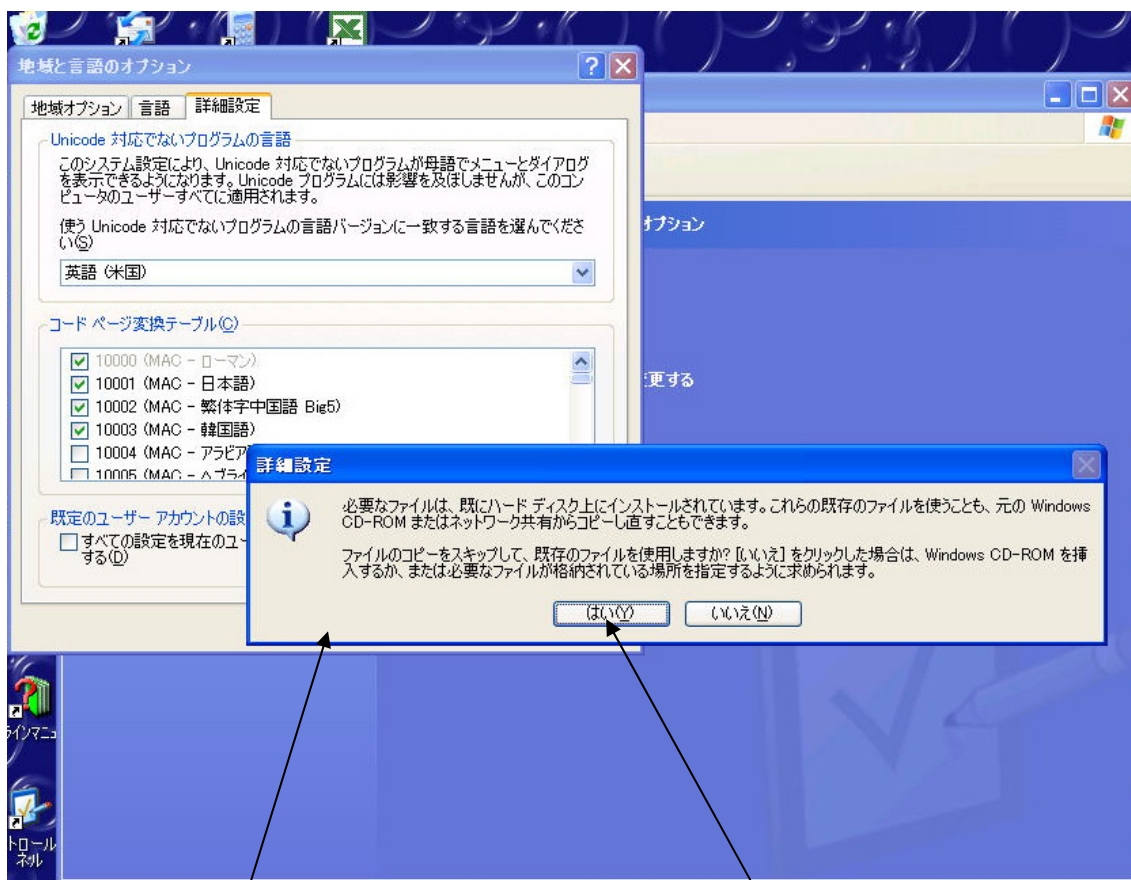 地域と言語のオプション
地域オプション 言語 詳細設定
Unicode 対応でないプログラムの言語
このシステム設定により、Unicode 対応でないプログラムが母語でメニューとダイアログ
を表示できるようになります。Unicode プログラムには影響を及ぼしませんが、このコン
ピュータのユーザーすべてに適用されます。
使う Unicode 対応でないプログラムの言語バージョンに一致する言語を選んでくださ
い(S)
英語 (米国)
コード ページ変換テーブル(C)
10000 (MAC - ローマン)
10001 (MAC - 日本語)
10002 (MAC - 繁体字中国語 Big5)
10003 (MAC - 韓国語)
10004 (MAC - アラビア
10005 (MAC - ヘブライ
既定のユーザー アカウントの設
すべての設定を現在のユー
する(D)
オプション
変更する
詳細設定
必要なファイルは、既にハード ディスク上にインストールされています。これらの既存のファイルを使うことも、元の Windows
CD-ROM またはネットワーク共有からコピーし直すこともできます。
ファイルのコピーをスキップして、既存のファイルを使用しますか? [いいえ] をクリックした場合は、Windows CD-ROM を挿
入するか、または必要なファイルが格納されている場所を指定するように求められます。
はい(Y) いいえ(N)
ラインマニュ
トロール
ネル